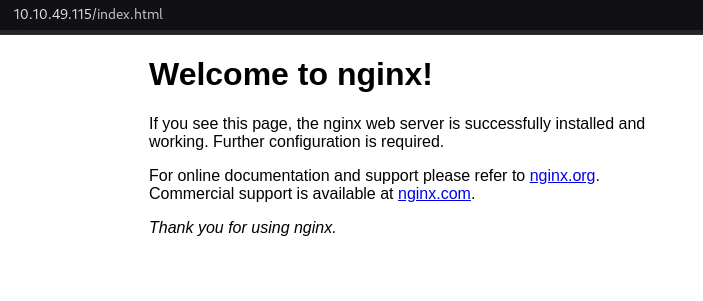 10.10.49.115/index.html
Welcome to nginx!
If you see this page, the nginx web server is successfully installed and
working. Further configuration is required.
For online documentation and support please refer to nginx.org.
Commercial support is available at nginx.com.
Thank you for using nginx.